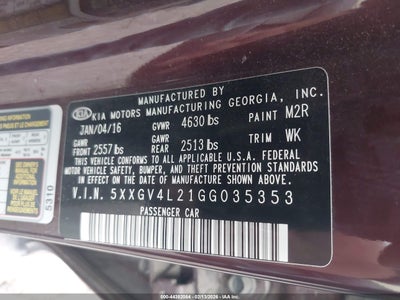 MANUFACTURED BY
KIA KIA MOTORS MANUFACTURING GEORGIA, INC.
JAN/04/16 GVWR 4630 lbs PAINT M2R
GAWR FRONT 2557 lbs GAWR REAR 2513 lbs TRIM WK
THIS VEHICLE CONFORMS TO ALL APPLICABLE U.S.A. FEDERAL
MOTOR VEHICLE SAFETY, BUMPER, AND THEFT PREVENTION
STANDARDS IN EFFECT ON THE DATE OF MANUFACTURE SHOWN ABOVE.
V.I.N. 5XXGV4L21GG035353
PASSENGER CAR
5310